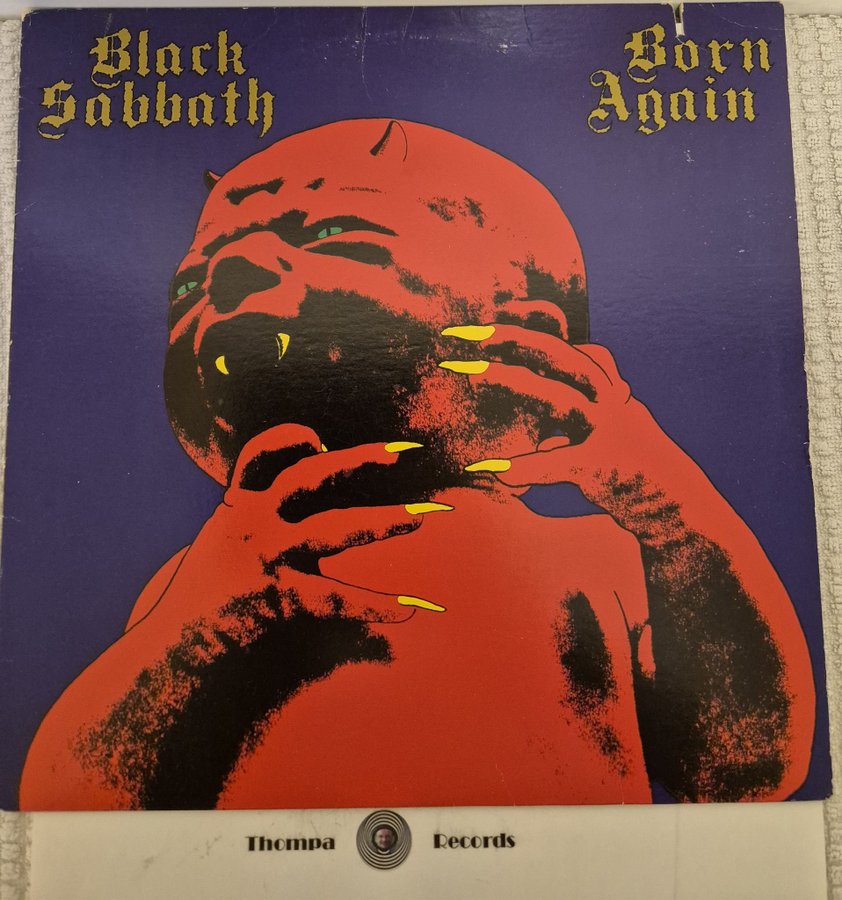 Black
Sabbath
Born
Again
Thompa Records